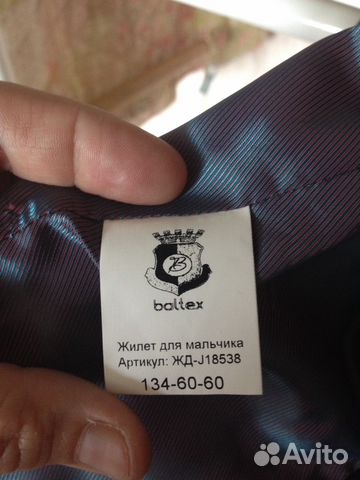 B
baltex
Жилет для мальчика
Артикул: ЖД-J18538
134-60-60
Avito